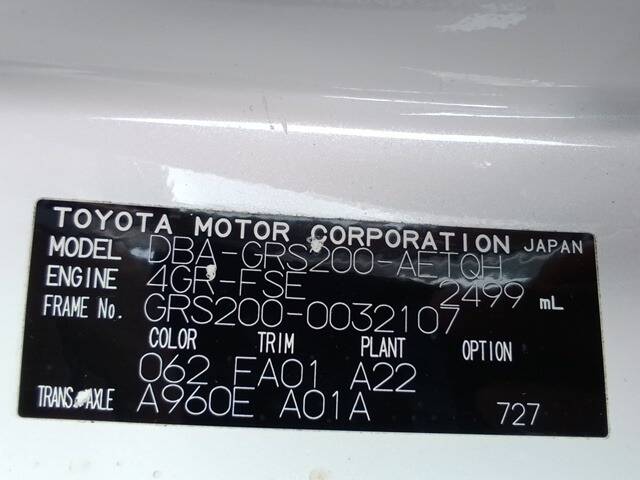 TOYOTA MOTOR CORPORATION JAPAN
MODEL DBA-GRS200-AETQH
ENGINE 4GR-FSE 2499 mL
FRAME No. GRS200-0032107
COLOR TRIM PLANT OPTION
062 FA01 A22
TRANS./AXLE A960E A01A 727